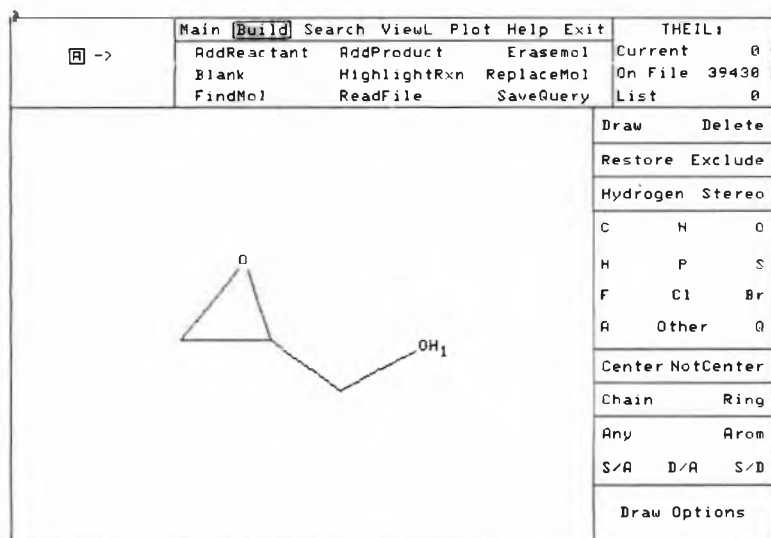 Main Build Search ViewL Plot Help Exit
AddReactant AddProduct Erasemol
Blank HighlightRxn ReplaceMol
FindMol ReadFile SaveQuery
A ->
THEIL:
Current 0
On File 39430
List 0
Draw Delete
Restore Exclude
Hydrogen Stereo
C N O
H P S
F Cl Br
A Other Q
Center NotCenter
Chain Ring
Any Arom
S/A D/A S/D
Draw Options
O
OH1